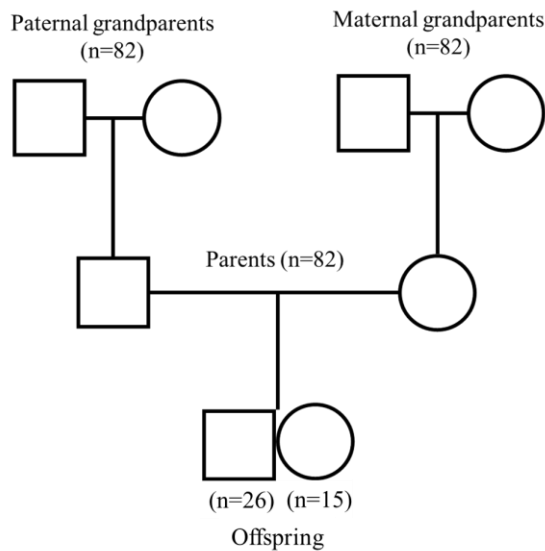 Paternal grandparents
(n=82)
Maternal grandparents
(n=82)
Parents (n=82)
(n=26) (n=15)
Offspring